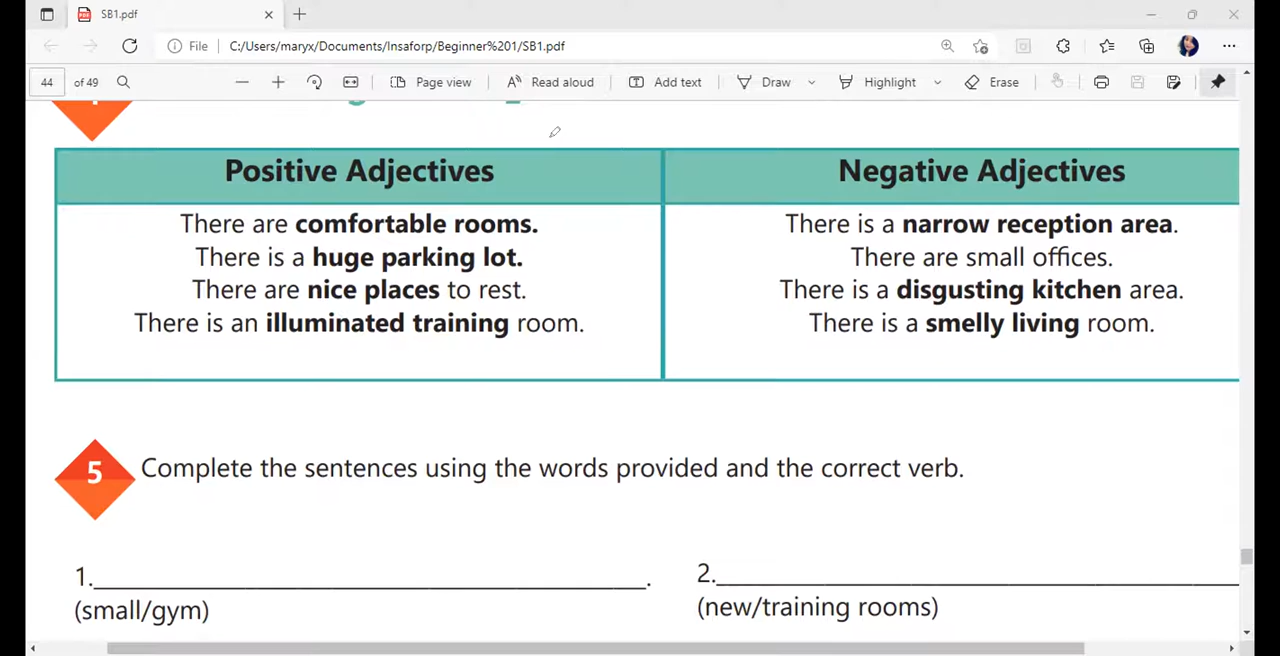 SB1.pdf
File C:/Users/maryx/Documents/Insaforp/Beginner%201/SB1.pdf
44 of 49 Page view Read aloud Add text Draw Highlight Erase
Positive Adjectives
There are comfortable rooms.
There is a huge parking lot.
There are nice places to rest.
There is an illuminated training room.
Negative Adjectives
There is a narrow reception area.
There are small offices.
There is a disgusting kitchen area.
There is a smelly living room.
5 Complete the sentences using the words provided and the correct verb.
1.______________________________.
(small/gym)
2.______________________________
(new/training rooms)